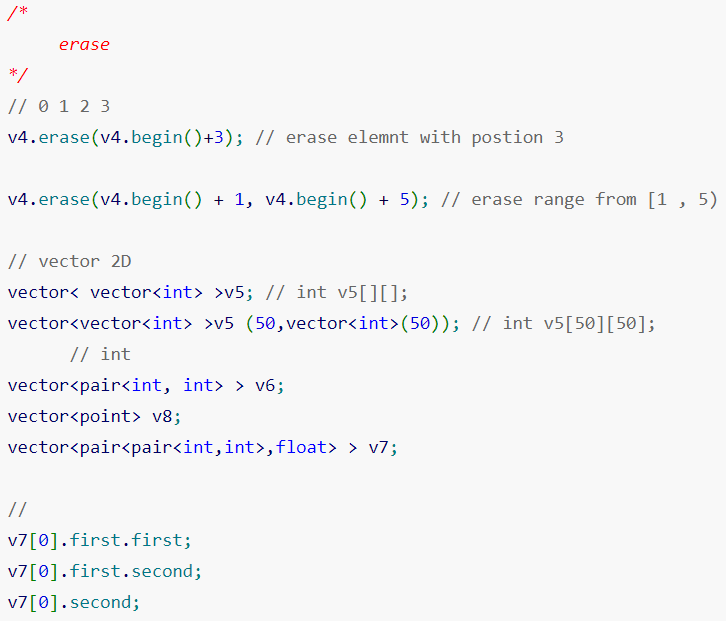 /*
erase
*/
// 0 1 2 3
v4.erase(v4.begin()+3); // erase elemnt with postion 3
v4.erase(v4.begin() + 1, v4.begin() + 5); // erase range from [1 , 5)
// vector 2D
vector< vector<int> >v5; // int v5[][];
vector<vector<int> >v5 (50,vector<int>(50)); // int v5[50][50];
// int
vector<pair<int, int> > v6;
vector<point> v8;
vector<pair<pair<int,int>,float> > v7;
//
v7[0].first.first;
v7[0].first.second;
v7[0].second;